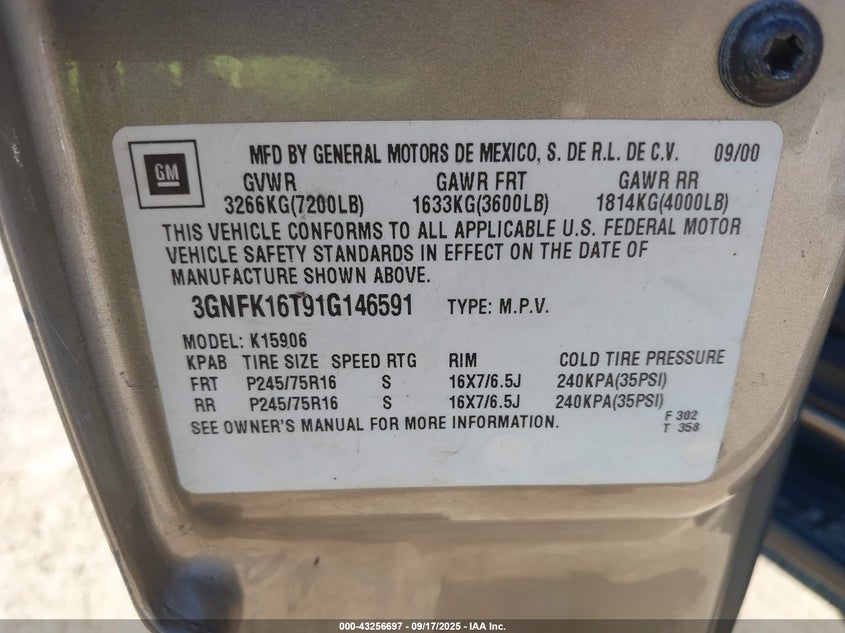 GM
MFD BY GENERAL MOTORS DE MEXICO, S. DE R.L. DE C.V. 09/00
GVWR GAWR FRT GAWR RR
3266KG(7200LB) 1633KG(3600LB) 1814KG(4000LB)
THIS VEHICLE CONFORMS TO ALL APPLICABLE U.S. FEDERAL MOTOR
VEHICLE SAFETY STANDARDS IN EFFECT ON THE DATE OF
MANUFACTURE SHOWN ABOVE.
3GNFK16T91G146591 TYPE: M.P.V.
MODEL: K15906
KPAB TIRE SIZE SPEED RTG RIM COLD TIRE PRESSURE
FRT P245/75R16 S 16X7/6.5J 240KPA(35PSI)
RR P245/75R16 S 16X7/6.5J 240KPA(35PSI)
SEE OWNER'S MANUAL FOR MORE INFORMATION.
F 302
T 358
000-43256697 - 09/17/2025 - IAA Inc.